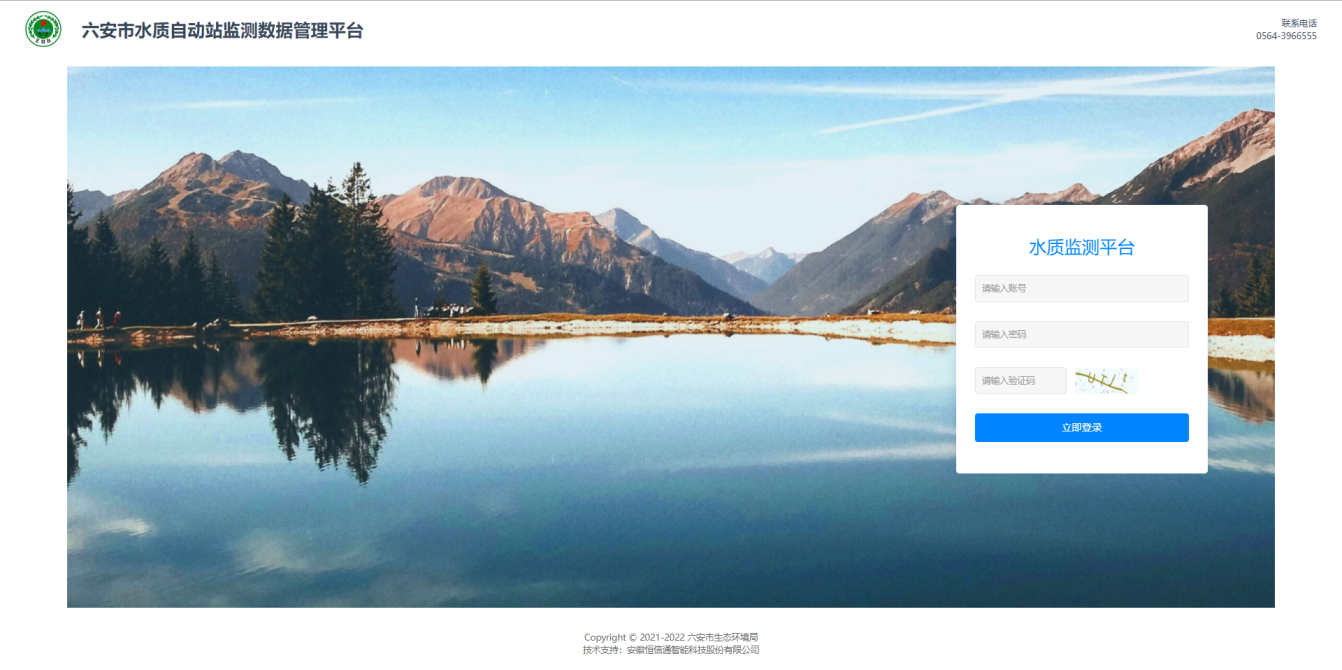 六安市水质自动站监测数据管理平台
联系电话
0564-3966555
水质监测平台
请输入账号
请输入密码
请输入验证码
立即登录
Copyright © 2021-2022 六安市生态环境局
技术支持：安徽恒信通智能科技股份有限公司